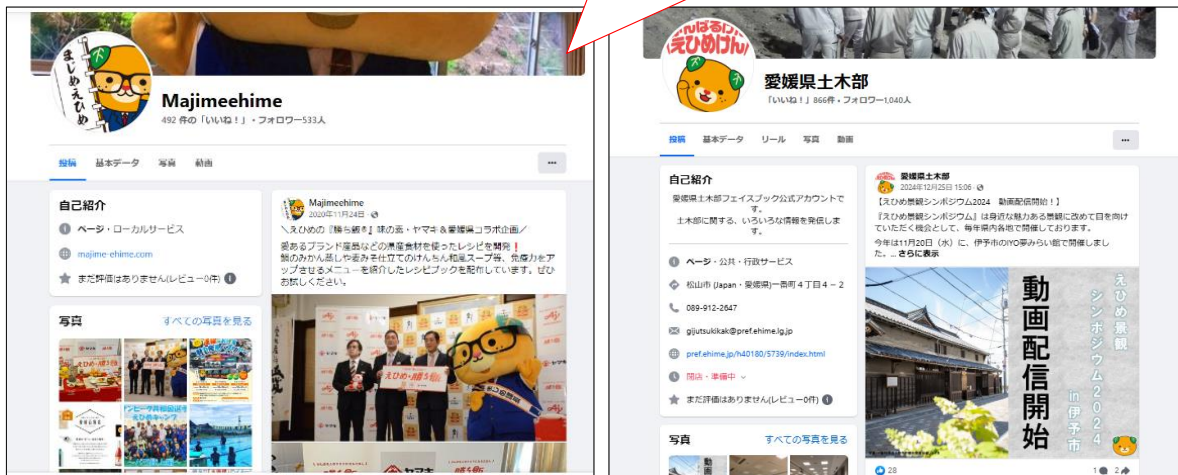 まじめえひめ
Majimeehime
492 件の「いいね!」・フォロワー533人
投稿
基本データ
写真
動画
自己紹介
ページ・ローカルサービス
majime-ehime.com
まだ評価はありません(レビュー0件)
写真
すべての写真を見る
Majimeehime
2020年11月24日
＼えひめの『勝ち飯®』味の素・ヤマキ&愛媛県コラボ企画／
愛あるブランド産品などの県産食材を使ったレシピを開発❗
鯛のみかん蒸しや麦みそ仕立てのけんちん和風スープ等、免疫力をア
ップさせるメニューを紹介したレシピブックを配布しています。ぜひ
お試しください。
がんばろう!
えひめけん
愛媛県土木部
「いいね!」866件・フォロワー1,040人
投稿
基本データ
リール
写真
動画
自己紹介
愛媛県土木部フェイスブック公式アカウントで
す。
土木部に関する、いろいろな情報を発信しま
す。
ページ・公共・行政サービス
松山市 (Japan・愛媛県)一番町4丁目4-2
089-912-2647
gijutsukikak@pref.ehime.lg.jp
pref.ehime.jp/h40180/5739/index.html
閉店・準備中
まだ評価はありません(レビュー0件)
写真
すべての写真を見る
愛媛県土木部
2024年12月25日 15:06
【えひめ景観シンポジウム2024 動画配信開始!】
『えひめ景観シンポジウム』は身近な魅力ある景観に改めて目を向け
ていただく機会として、毎年県内各地で開催しております。
今年は11月20日(水)に、伊予市のIYO夢みらい館で開催しまし
た。... さらに表示
動画配信開始
えひめ景観
シンポジウム2024
in伊予市
28
1
2